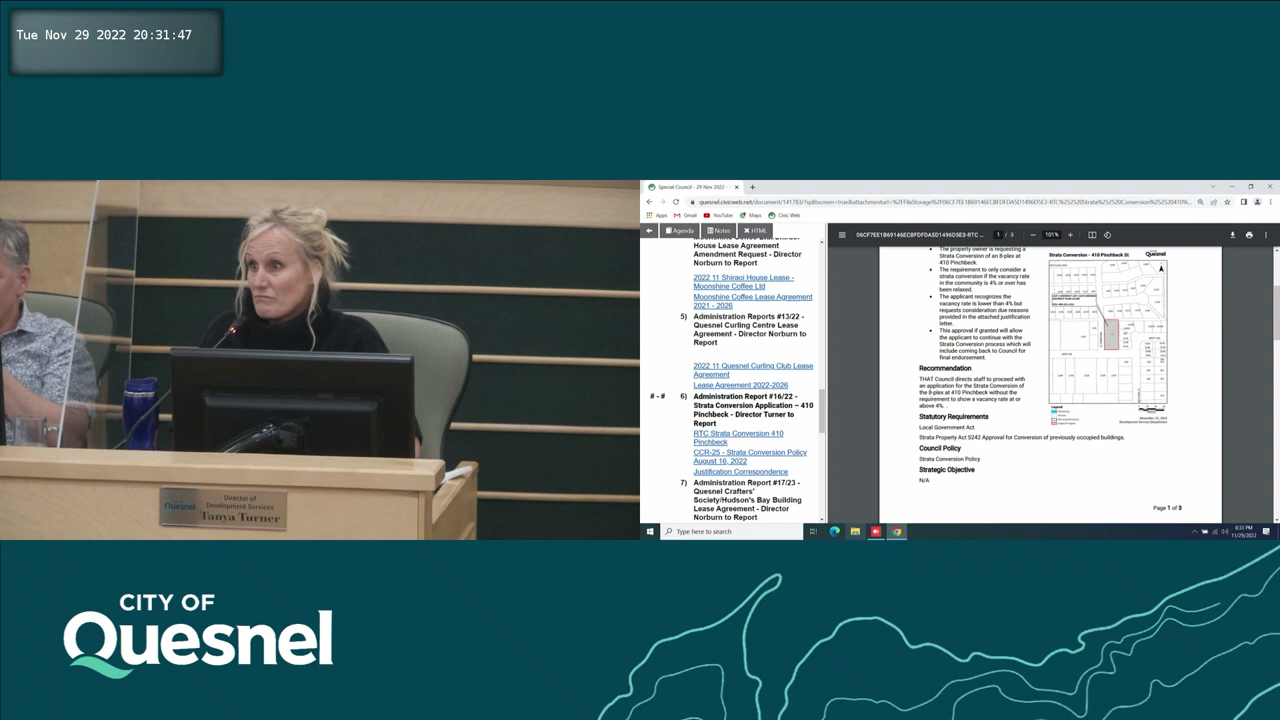 Tue Nov 29 2022 20:31:47
Quesnel
Director of
Development Services
Tanya Turner
CITY OF
Quesnel
Special Council - 29 Nov 2022 -
Apps
Gmail
YouTube
Maps
Civic Web
Agenda
Notes
HTML
House Lease Agreement
Amendment Request - Director
Norburn to Report
2022 11 Shiraoi House Lease -
Moonshine Coffee Ltd
Moonshine Coffee Lease Agreement
2021 - 2026
5) Administration Reports #13/22 -
Quesnel Curling Centre Lease
Agreement - Director Norburn to
Report
2022 11 Quesnel Curling Club Lease
Agreement
Lease Agreement 2022-2026
# - # 6) Administration Report #16/22 -
Strata Conversion Application – 410
Pinchbeck - Director Turner to
Report
RTC Strata Conversion 410
Pinchbeck
CCR-25 - Strata Conversion Policy
August 16, 2022
Justification Correspondence
7) Administration Report #17/23 -
Quesnel Crafters'
Society/Hudson's Bay Building
Lease Agreement - Director
Norburn to Report
1 / 3
101%
• The property owner is requesting a
Strata Conversion of an 8-plex at
410 Pinchbeck.
• The requirement to only consider a
strata conversion if the vacancy rate
in the community is 4% or over has
been relaxed.
• The applicant recognizes the
vacancy rate is lower than 4% but
requests consideration due reasons
provided in the attached justification
letter.
• This approval if granted will allow
the applicant to continue with the
Strata Conversion process which will
include coming back to Council for
final endorsement.
Strata Conversion - 410 Pinchbeck St
Quesnel
Legend
November 23, 2022
Development Services Department
Recommendation
THAT Council directs staff to proceed with
an application for the Strata Conversion of
the 8-plex at 410 Pinchbeck without the
requirement to show a vacancy rate at or
above 4%.
Statutory Requirements
Local Government Act
Strata Property Act S242 Approval for Conversion of previously occupied buildings.
Council Policy
Strata Conversion Policy
Strategic Objective
N/A
Page 1 of 3
Type here to search
8:33 PM
11/29/2022